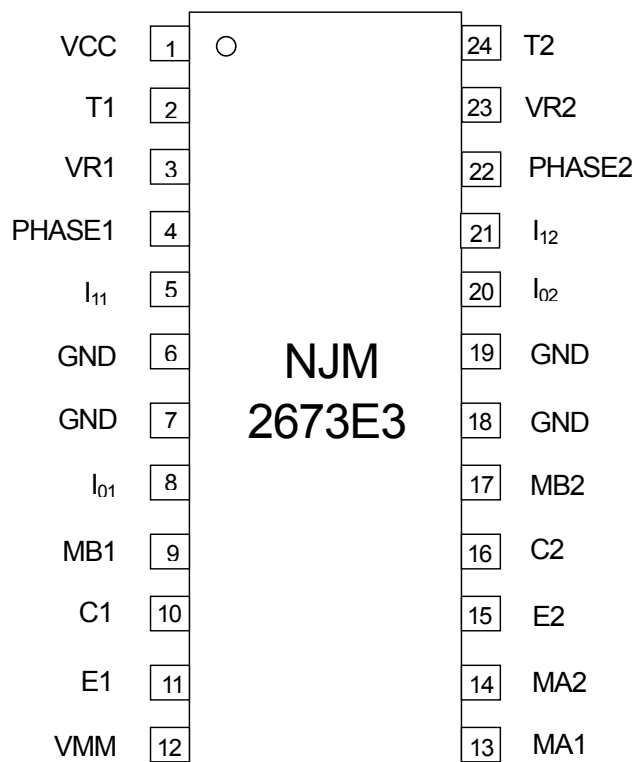 VCC 1 24 T2
T1 2 23 VR2
VR1 3 22 PHASE2
PHASE1 4 21 I₁₂
I₁₁ 5 20 I₀₂
GND 6 19 GND
NJM
GND 7 18 GND
2673E3
I₀₁ 8 17 MB2
MB1 9 16 C2
C1 10 15 E2
E1 11 14 MA2
VMM 12 13 MA1